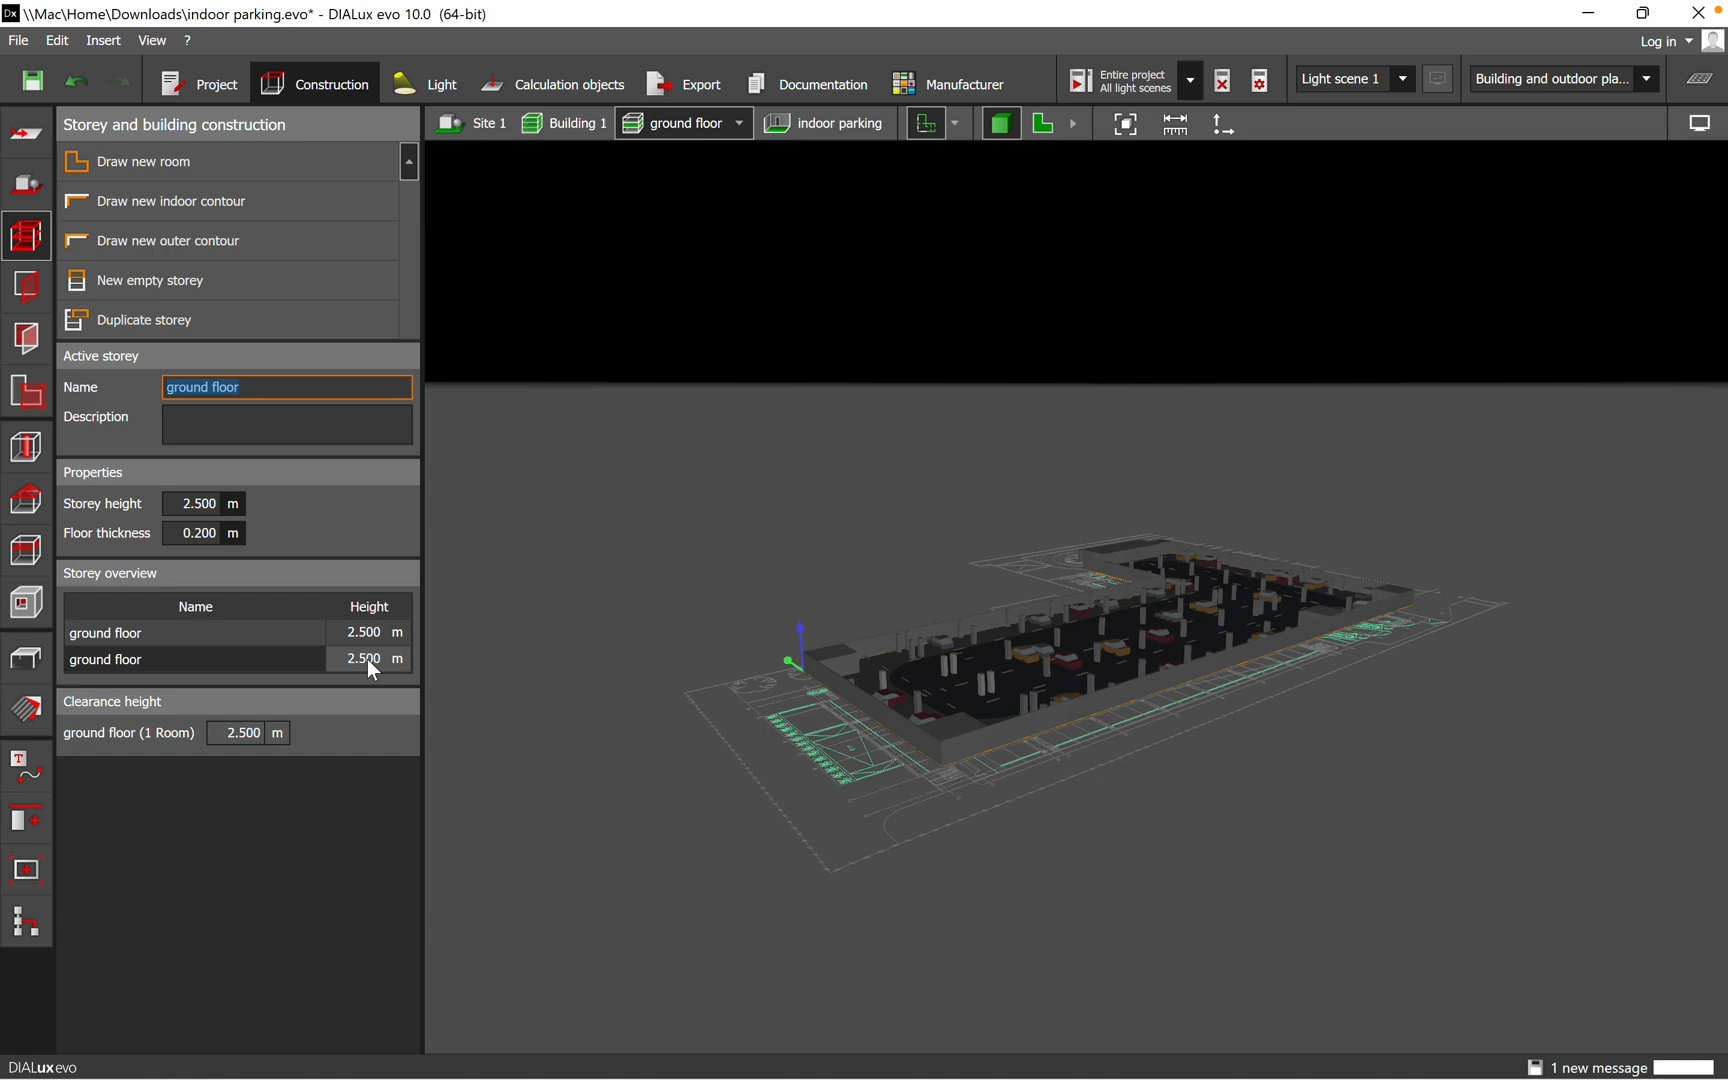 Dx \\Mac\Home\Downloads\indoor parking.evo* - DIALux evo 10.0 (64-bit)
File Edit Insert View ? Log in
Project Construction Light Calculation objects Export Documentation Manufacturer Entire project All light scenes Light scene 1 Building and outdoor pla...
Storey and building construction
Site 1 Building 1 ground floor indoor parking
Draw new room
Draw new indoor contour
Draw new outer contour
New empty storey
Duplicate storey
Active storey
Name ground floor
Description
Properties
Storey height 2.500 m
Floor thickness 0.200 m
Storey overview
Name Height
ground floor 2.500 m
ground floor 2.500 m
Clearance height
ground floor (1 Room) 2.500 m
T
DIALux evo
1 new message